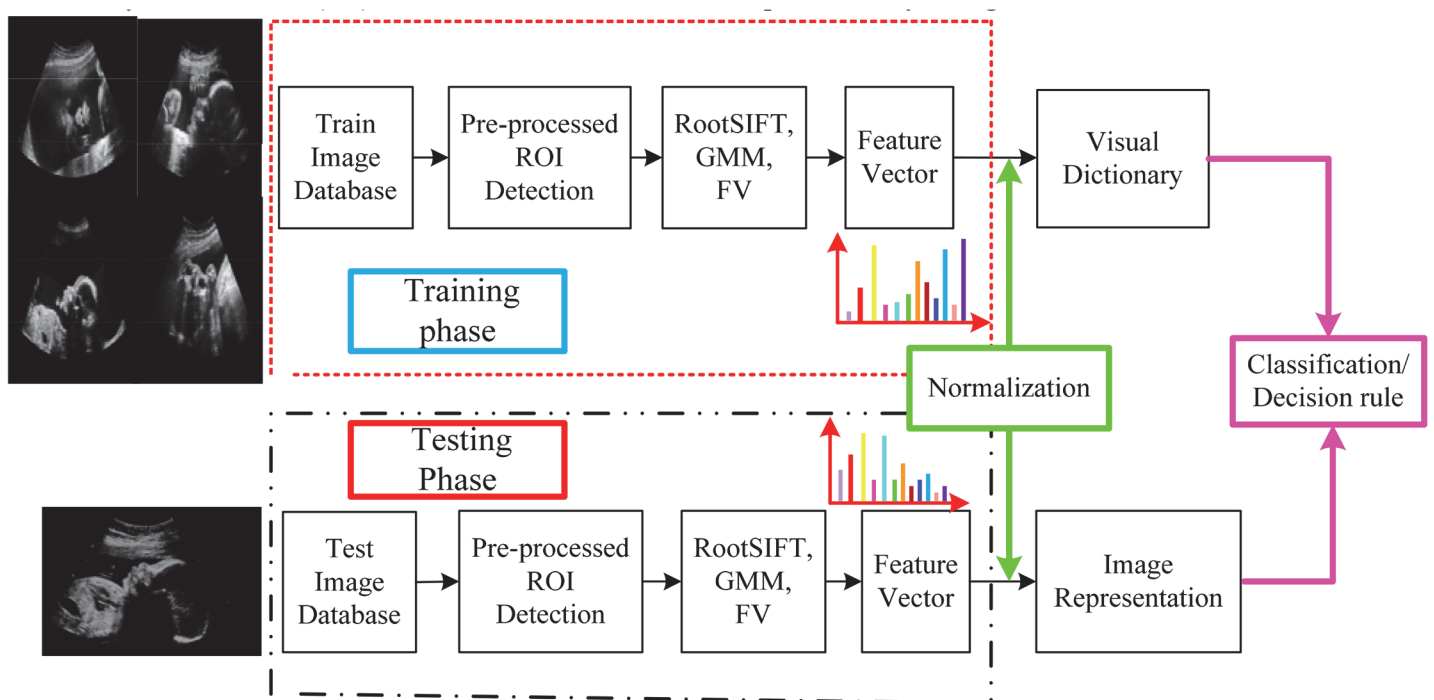 Train
Image
Database
Pre-processed
ROI
Detection
RootSIFT,
GMM,
FV
Feature
Vector
Visual
Dictionary
Training
phase
Normalization
Classification/
Decision rule
Testing
Phase
Test
Image
Database
Pre-processed
ROI
Detection
RootSIFT,
GMM,
FV
Feature
Vector
Image
Representation